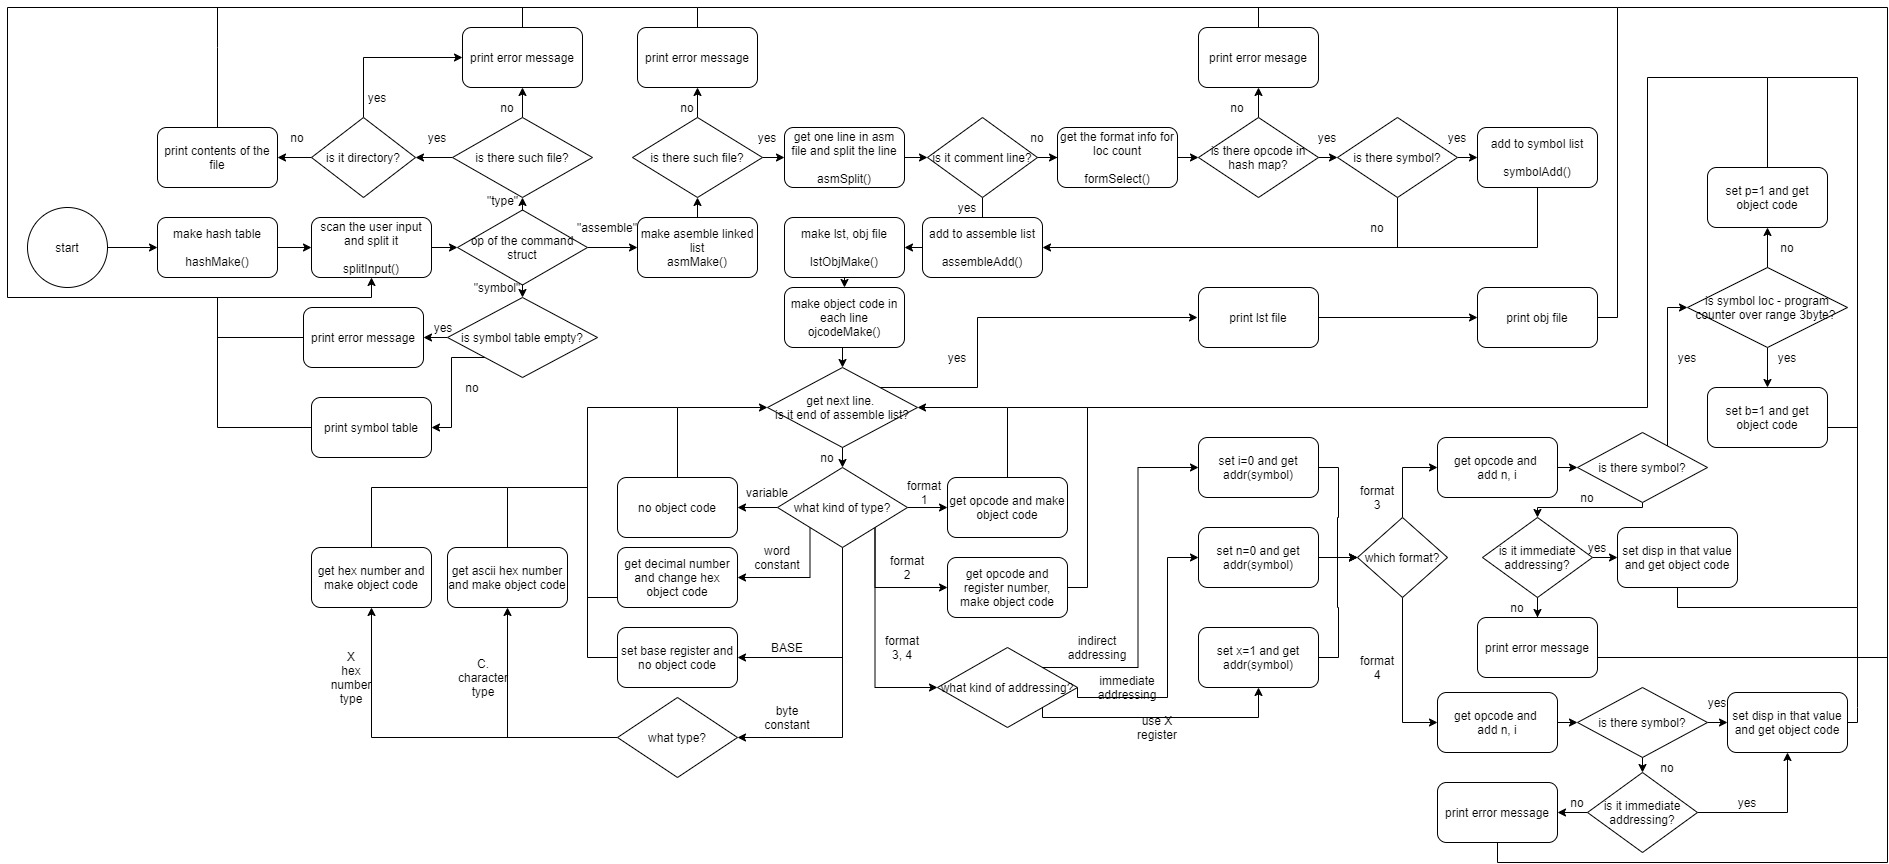 print error message
print error message
print error mesage
yes
no
no
no
print contents of the
file
no
is it directory?
yes
is there such file?
is there such file?
yes
get one line in asm
file and split the line
asmSplit()
is it comment line?
no
get the format info for
loc count
formSelect()
is there opcode in
hash map?
yes
is there symbol?
yes
add to symbol list
symbolAdd()
set p=1 and get
object code
"type"
yes
no
no
start
make hash table
hashMake()
scan the user input
and split it
splitInput()
op of the command
struct
"assemble"
make asemble linked
list
asmMake()
make lst, obj file
lstObjMake()
add to assemble list
assembleAdd()
"symbol"
make object code in
each line
ojcodeMake()
print lst file
print obj file
is symbol loc - program
counter over range 3byte?
print error message
yes
is symbol table empty?
yes
yes
yes
no
get next line.
is it end of assemble list?
set b=1 and get
object code
print symbol table
no
set i=0 and get
addr(symbol)
get opcode and
add n, i
is there symbol?
no object code
variable
what kind of type?
format
1
get opcode and make
object code
format
3
no
get hex number and
make object code
get ascii hex number
and make object code
get decimal number
and change hex
object code
word
constant
format
2
get opcode and
register number,
make object code
set n=0 and get
addr(symbol)
which format?
is it immediate
addressing?
yes
set disp in that value
and get object code
no
X
hex
number
type
C.
character
type
set base register and
no object code
BASE
format
3, 4
indirect
addressing
set x=1 and get
addr(symbol)
format
4
print error message
what kind of addressing?
immediate
addressing
what type?
byte
constant
use X
register
get opcode and
add n, i
is there symbol?
yes
set disp in that value
and get object code
no
print error message
no
is it immediate
addressing?
yes